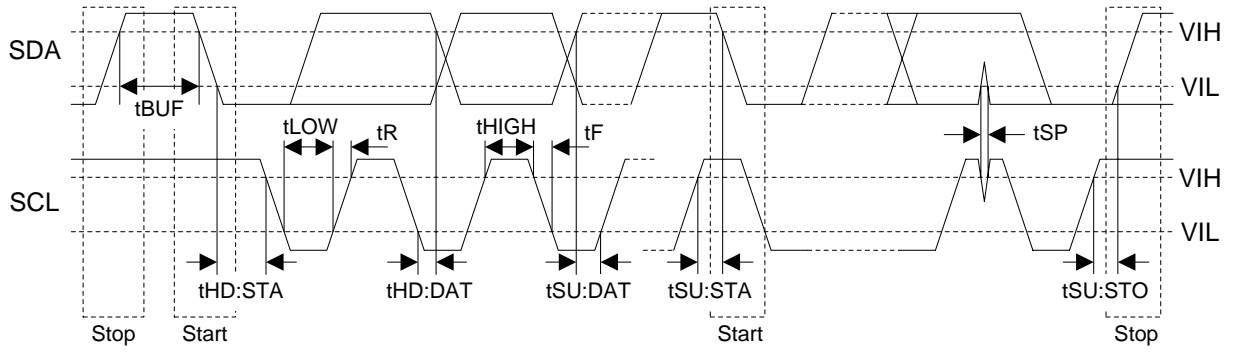 SDA
VIH
VIL
tBUF
tLOW
tR
tHIGH
tF
tSP
SCL
VIH
VIL
tHD:STA
tHD:DAT
tSU:DAT
tSU:STA
tSU:STO
Stop
Start
Start
Stop